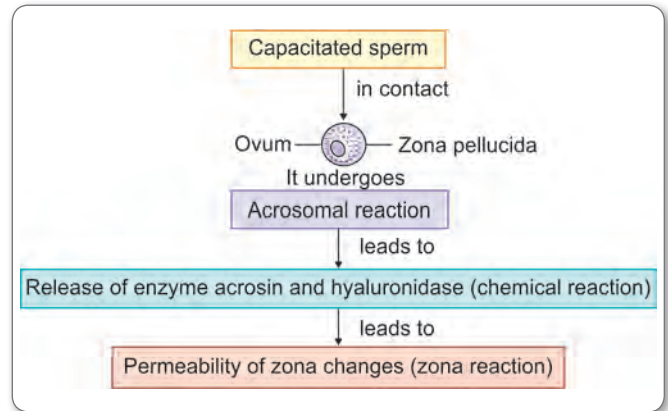 Capacitated sperm
in contact
Ovum
Zona pellucida
It undergoes
Acrosomal reaction
leads to
Release of enzyme acrosin and hyaluronidase (chemical reaction)
leads to
Permeability of zona changes (zona reaction)